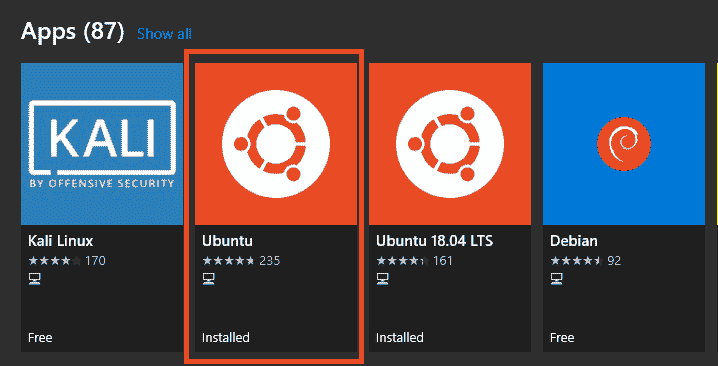 Apps (87) Show all
KALI
BY OFFENSIVE SECURITY
Kali Linux
170
Free
Ubuntu
235
Installed
Ubuntu 18.04 LTS
161
Installed
Debian
92
Free